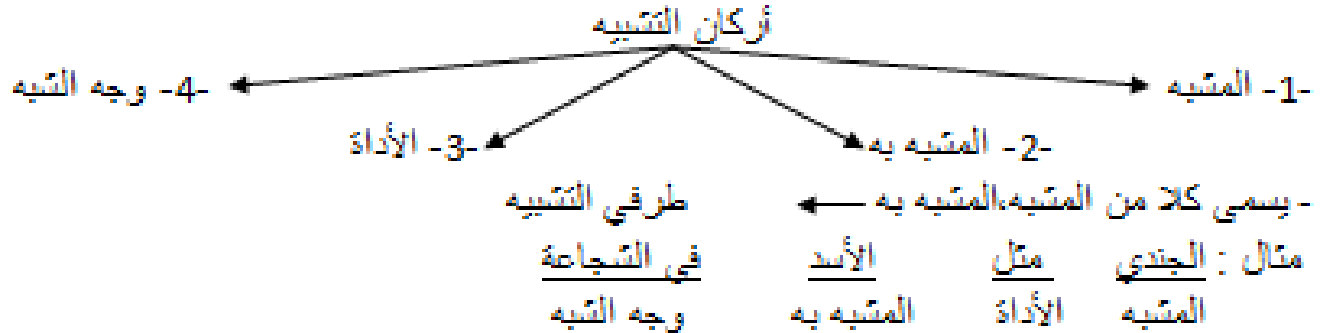 أركان التشبيه
-1- المشبه
-2- المشبه به
-3- الأداة
-4- وجه الشبه
- يسمى كلا من المشبه،المشبه به طرفي التشبيه
مثال : الجندي مثل الأسد في الشجاعة
المشبه الأداة المشبه به وجه الشبه